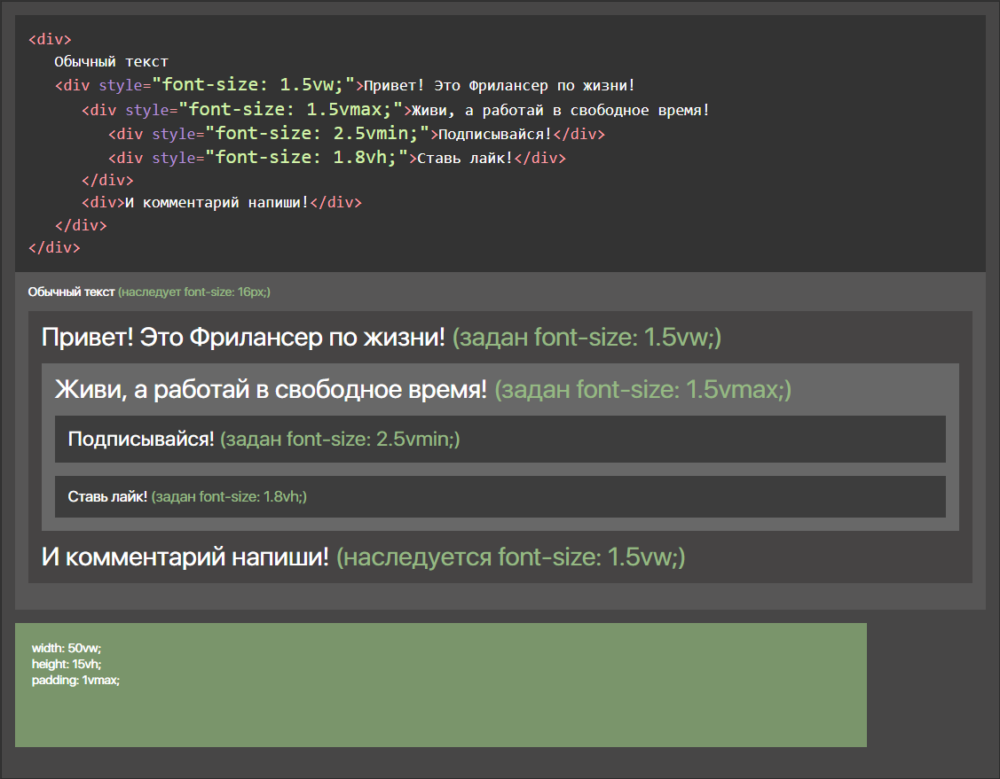 <div>
Обычный текст
<div style="font-size: 1.5vw;">Привет! Это Фрилансер по жизни!
<div style="font-size: 1.5vmax;">Живи, а работай в свободное время!
<div style="font-size: 2.5vmin;">Подписывайся!</div>
<div style="font-size: 1.8vh;">Ставь лайк!</div>
</div>
<div>И комментарий напиши!</div>
</div>
</div>
Обычный текст (наследует font-size: 16px;)
Привет! Это Фрилансер по жизни! (задан font-size: 1.5vw;)
Живи, а работай в свободное время! (задан font-size: 1.5vmax;)
Подписывайся! (задан font-size: 2.5vmin;)
Ставь лайк! (задан font-size: 1.8vh;)
И комментарий напиши! (наследуется font-size: 1.5vw;)
width: 50vw;
height: 15vh;
padding: 1vmax;